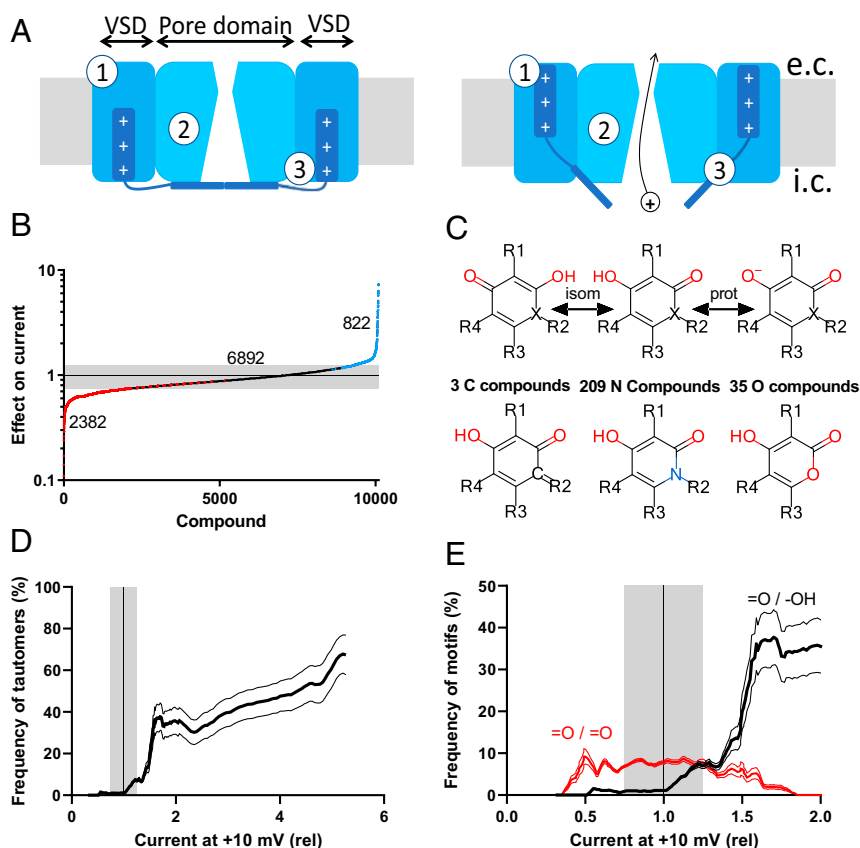 A
VSD Pore domain VSD
1
2
3
+ + +
+ + +
1
2
3
+ + +
+ + +
+
e.c.
i.c.
B
Effect on current
10
1
0.1
2382
6892
822
0 5000 10000
Compound
C
R1
O OH
X
R4 R2
R3
isom
R1
HO O
X
R4 R2
R3
prot
R1
O⁻ O
X
R4 R2
R3
3 C compounds 209 N Compounds 35 O compounds
R1
HO O
C
R4 R2
R3
R1
HO O
N
R4 R2
R3
R1
HO O
O
R4
R3
D
Frequency of tautomers (%)
100
80
60
40
20
0
0 2 4 6
Current at +10 mV (rel)
E
Frequency of motifs (%)
50
40
30
20
10
0
=O / -OH
=O / =O
0.0 0.5 1.0 1.5 2.0
Current at +10 mV (rel)